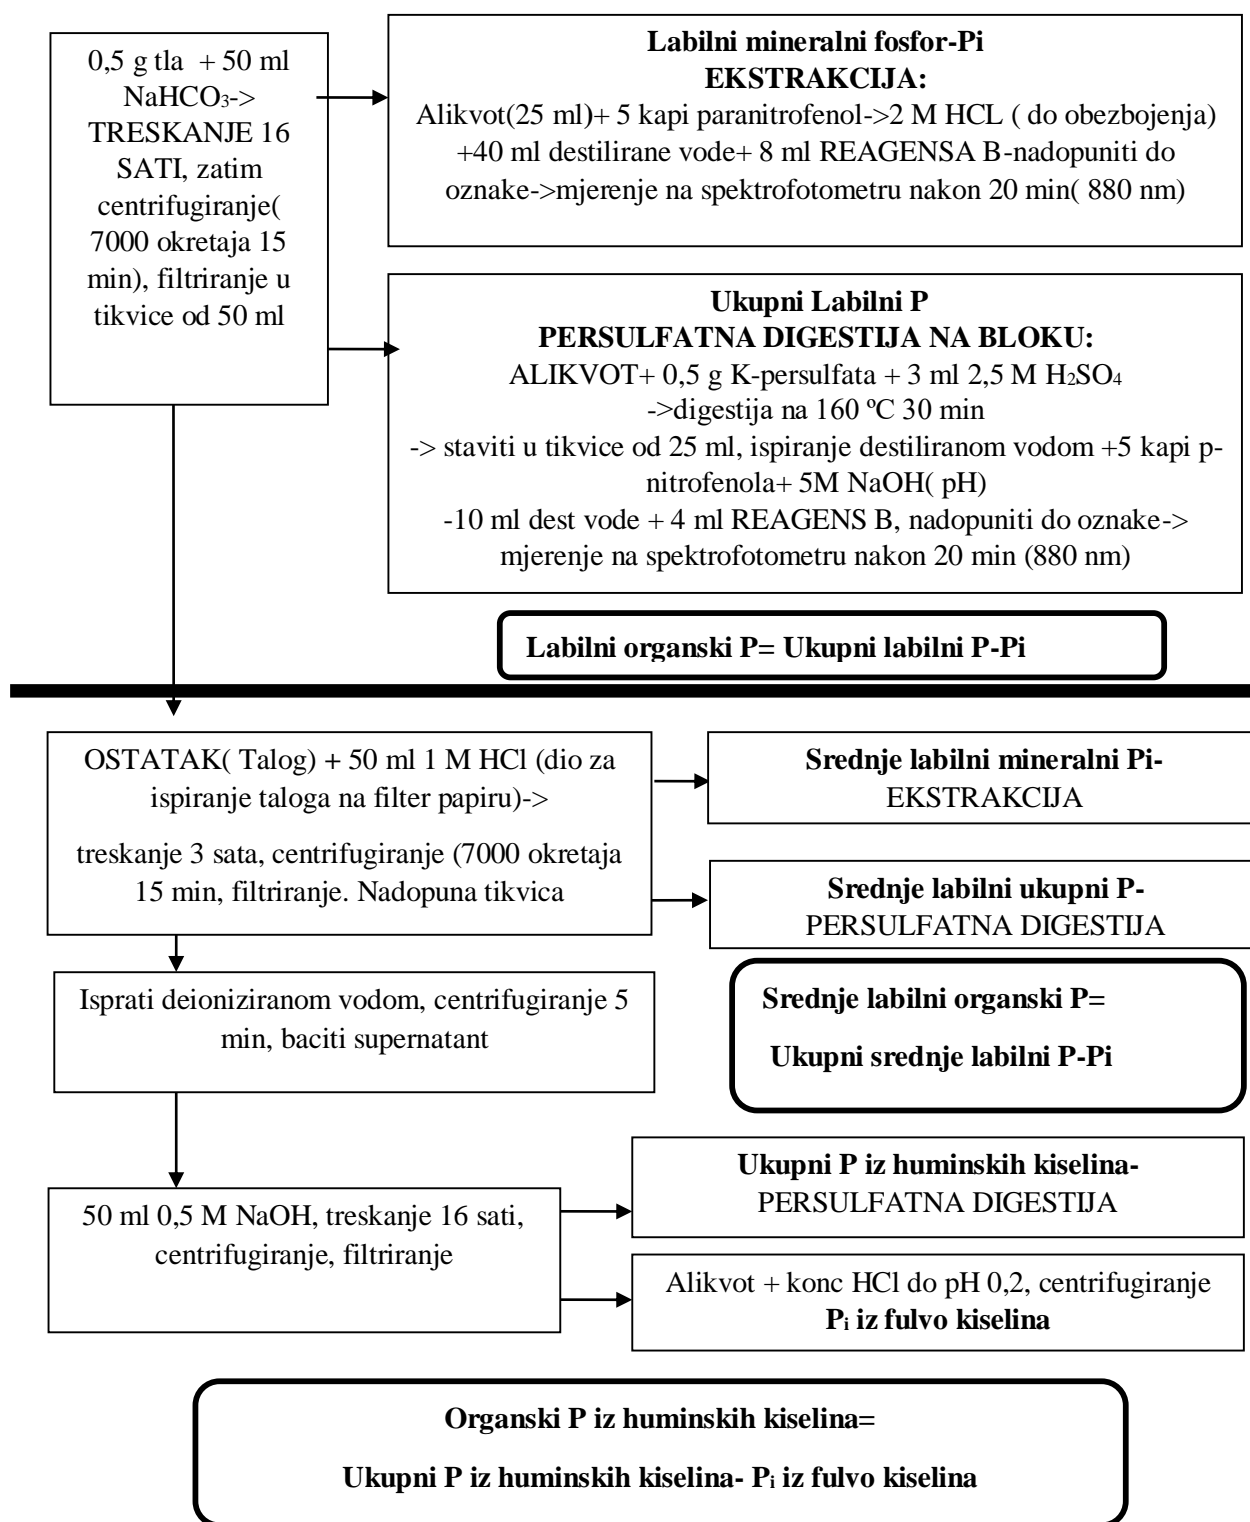 0,5 g tla + 50 ml
NaHCO₃->
TRESKANJE 16
SATI, zatim
centrifugiranje(
7000 okretaja 15
min), filtriranje u
tikvice od 50 ml
Labilni mineralni fosfor-Pi
EKSTRAKCIJA:
Alikvot(25 ml)+ 5 kapi paranitrofenol->2 M HCL ( do obezbojenja)
+40 ml destilirane vode+ 8 ml REAGENSA B-nadopuniti do
oznake->mjerenje na spektrofotometru nakon 20 min( 880 nm)
Ukupni Labilni P
PERSULFATNA DIGESTIJA NA BLOKU:
ALIKVOT+ 0,5 g K-persulfata + 3 ml 2,5 M H₂SO₄
->digestija na 160 ºC 30 min
-> staviti u tikvice od 25 ml, ispiranje destiliranom vodom +5 kapi p-
nitrofenola+ 5M NaOH( pH)
-10 ml dest vode + 4 ml REAGENS B, nadopuniti do oznake->
mjerenje na spektrofotometru nakon 20 min (880 nm)
Labilni organski P= Ukupni labilni P-Pi
OSTATAK( Talog) + 50 ml 1 M HCl (dio za
ispiranje taloga na filter papiru)->
treskanje 3 sata, centrifugiranje (7000 okretaja
15 min, filtriranje. Nadopuna tikvica
Srednje labilni mineralni Pi-
EKSTRAKCIJA
Srednje labilni ukupni P-
PERSULFATNA DIGESTIJA
Isprati deioniziranom vodom, centrifugiranje 5
min, baciti supernatant
Srednje labilni organski P=
Ukupni srednje labilni P-Pi
50 ml 0,5 M NaOH, treskanje 16 sati,
centrifugiranje, filtriranje
Ukupni P iz huminskih kiselina-
PERSULFATNA DIGESTIJA
Alikvot + konc HCl do pH 0,2, centrifugiranje
Pᵢ iz fulvo kiselina
Organski P iz huminskih kiselina=
Ukupni P iz huminskih kiselina- Pᵢ iz fulvo kiselina